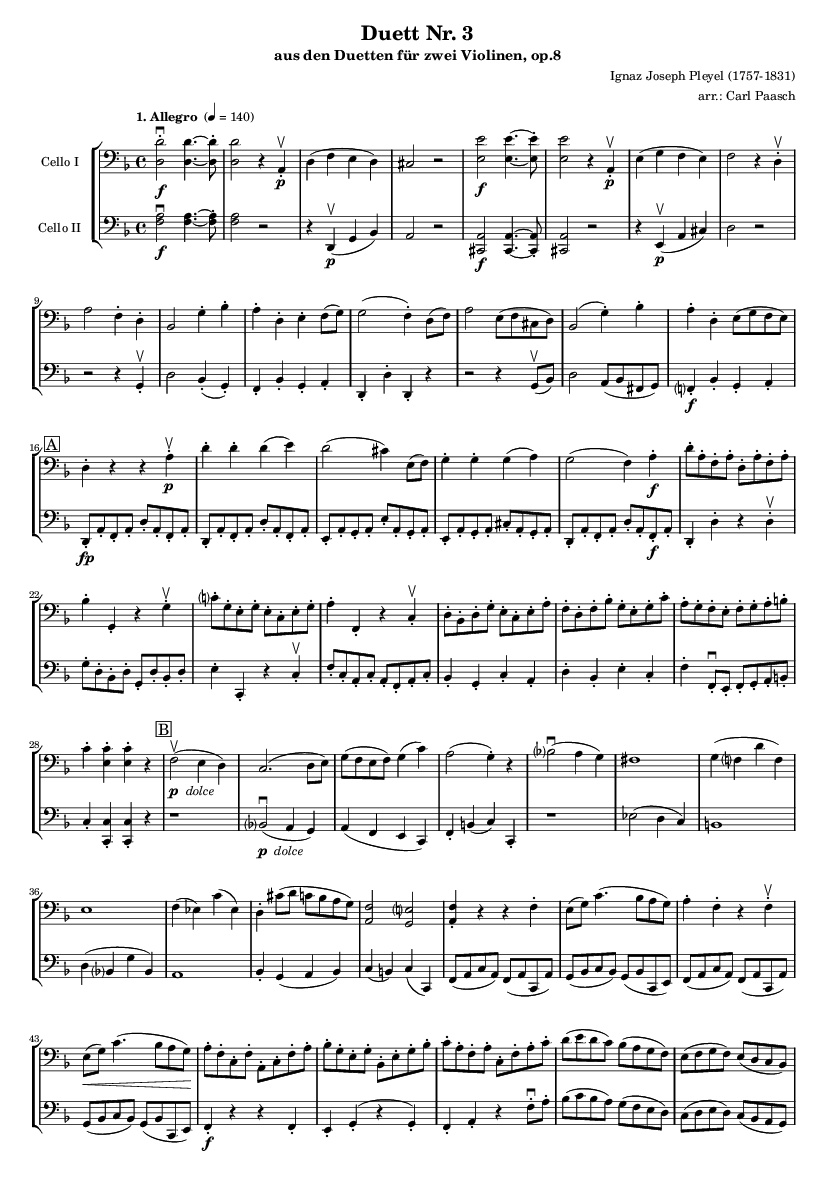 Duett Nr. 3
aus den Duetten für zwei Violinen, op.8
Ignaz Joseph Pleyel (1757-1831)
arr.: Carl Paasch
1. Allegro (♩ = 140)
Cello I
f p f p
Cello II
f p f p
9
f
16 A
p f
fp f
22
28 B
p dolce
p dolce
36
43
f